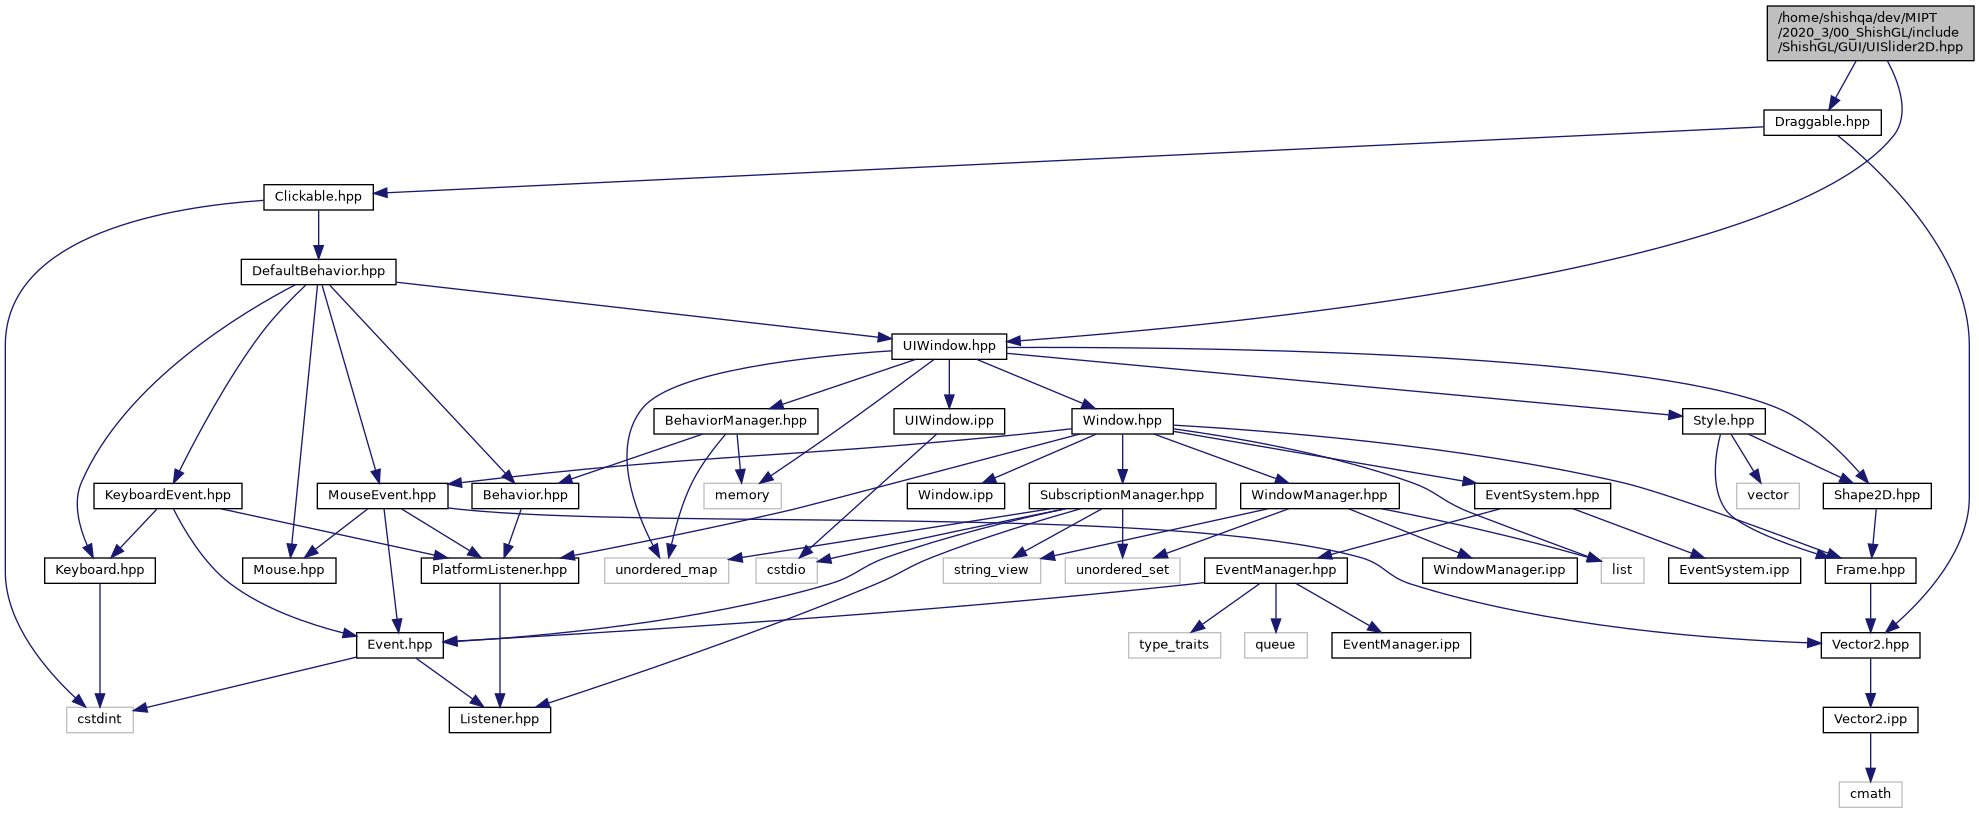 /home/shishqa/dev/MIPT
/2020_3/00_ShishGL/include
/ShishGL/GUI/UISlider2D.hpp
Draggable.hpp
Clickable.hpp
DefaultBehavior.hpp
UIWindow.hpp
BehaviorManager.hpp
UIWindow.ipp
Window.hpp
Style.hpp
KeyboardEvent.hpp
MouseEvent.hpp
Behavior.hpp
memory
Window.ipp
SubscriptionManager.hpp
WindowManager.hpp
EventSystem.hpp
vector
Shape2D.hpp
Keyboard.hpp
Mouse.hpp
PlatformListener.hpp
unordered_map
cstdio
string_view
unordered_set
EventManager.hpp
WindowManager.ipp
list
EventSystem.ipp
Frame.hpp
Event.hpp
type_traits
queue
EventManager.ipp
Vector2.hpp
cstdint
Listener.hpp
Vector2.ipp
cmath